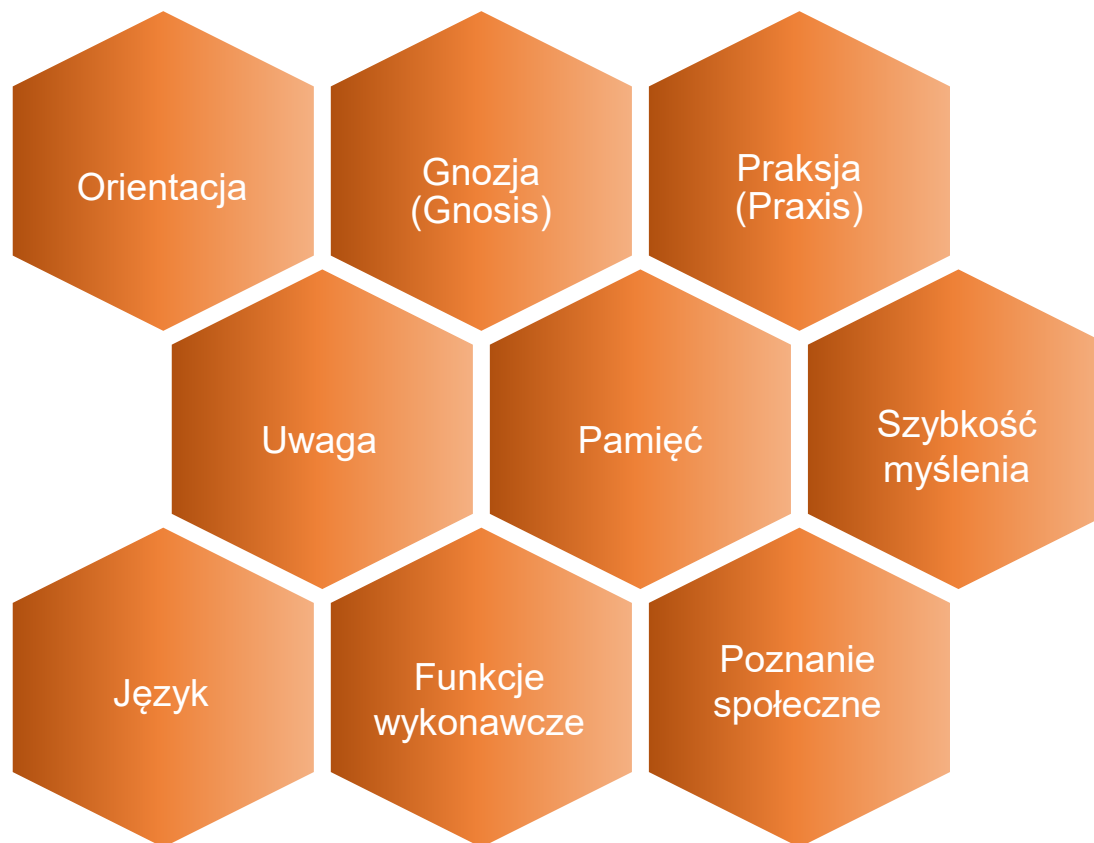 Orientacja
Gnozja
(Gnosis)
Praksja
(Praxis)
Uwaga
Pamięć
Szybkość
myślenia
Język
Funkcje
wykonawcze
Poznanie
społeczne